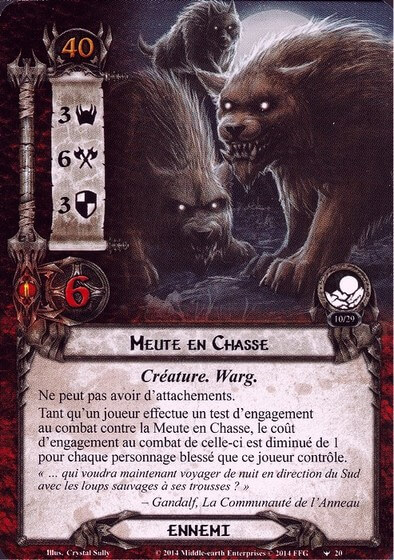 40
3
6
3
6
10/29
Meute en Chasse
Créature. Warg.
Ne peut pas avoir d'attachements.
Tant qu'un joueur effectue un test d'engagement
au combat contre la Meute en Chasse, le coût
d'engagement au combat de celle-ci est diminué de 1
pour chaque personnage blessé que ce joueur contrôle.
« ... qui voudra maintenant voyager de nuit en direction du Sud
avec les loups sauvages à ses trousses ? »
– Gandalf, La Communauté de l'Anneau
ENNEMI
Illus. Crystal Sully © 2014 Middle-earth Enterprises © 2014 FFG 20